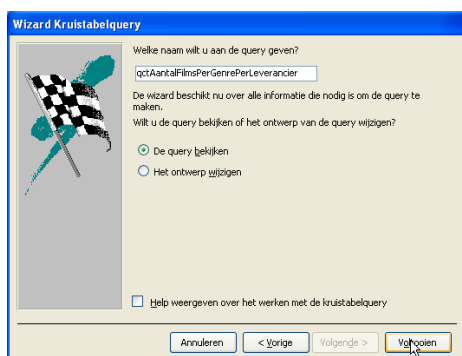 Wizard Kruistabelquery
Welke naam wilt u aan de query geven?
qctAantalFilmsPerGenrePerLeverancier
De wizard beschikt nu over alle informatie die nodig is om de query te
maken.
Wilt u de query bekijken of het ontwerp van de query wijzigen?
De query bekijken
Het ontwerp wijzigen
Help weergeven over het werken met de kruistabelquery
Annuleren
< Vorige
Volgende >
Voltooien